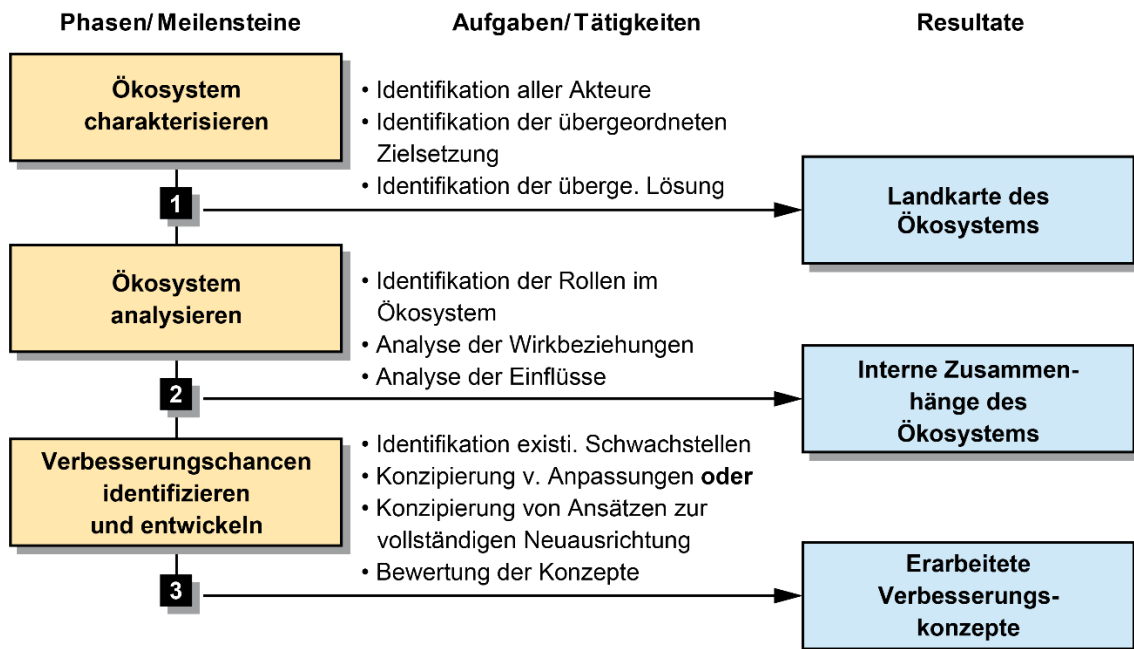 Phasen/ Meilensteine
Aufgaben/ Tätigkeiten
Resultate
Ökosystem
charakterisieren
• Identifikation aller Akteure
• Identifikation der übergeordneten
Zielsetzung
• Identifikation der überge. Lösung
1
Landkarte des
Ökosystems
Ökosystem
analysieren
• Identifikation der Rollen im
Ökosystem
• Analyse der Wirkbeziehungen
• Analyse der Einflüsse
2
Interne Zusammen-
hänge des
Ökosystems
Verbesserungschancen
identifizieren
und entwickeln
• Identifikation existi. Schwachstellen
• Konzipierung v. Anpassungen oder
• Konzipierung von Ansätzen zur
vollständigen Neuausrichtung
• Bewertung der Konzepte
3
Erarbeitete
Verbesserungs-
konzepte